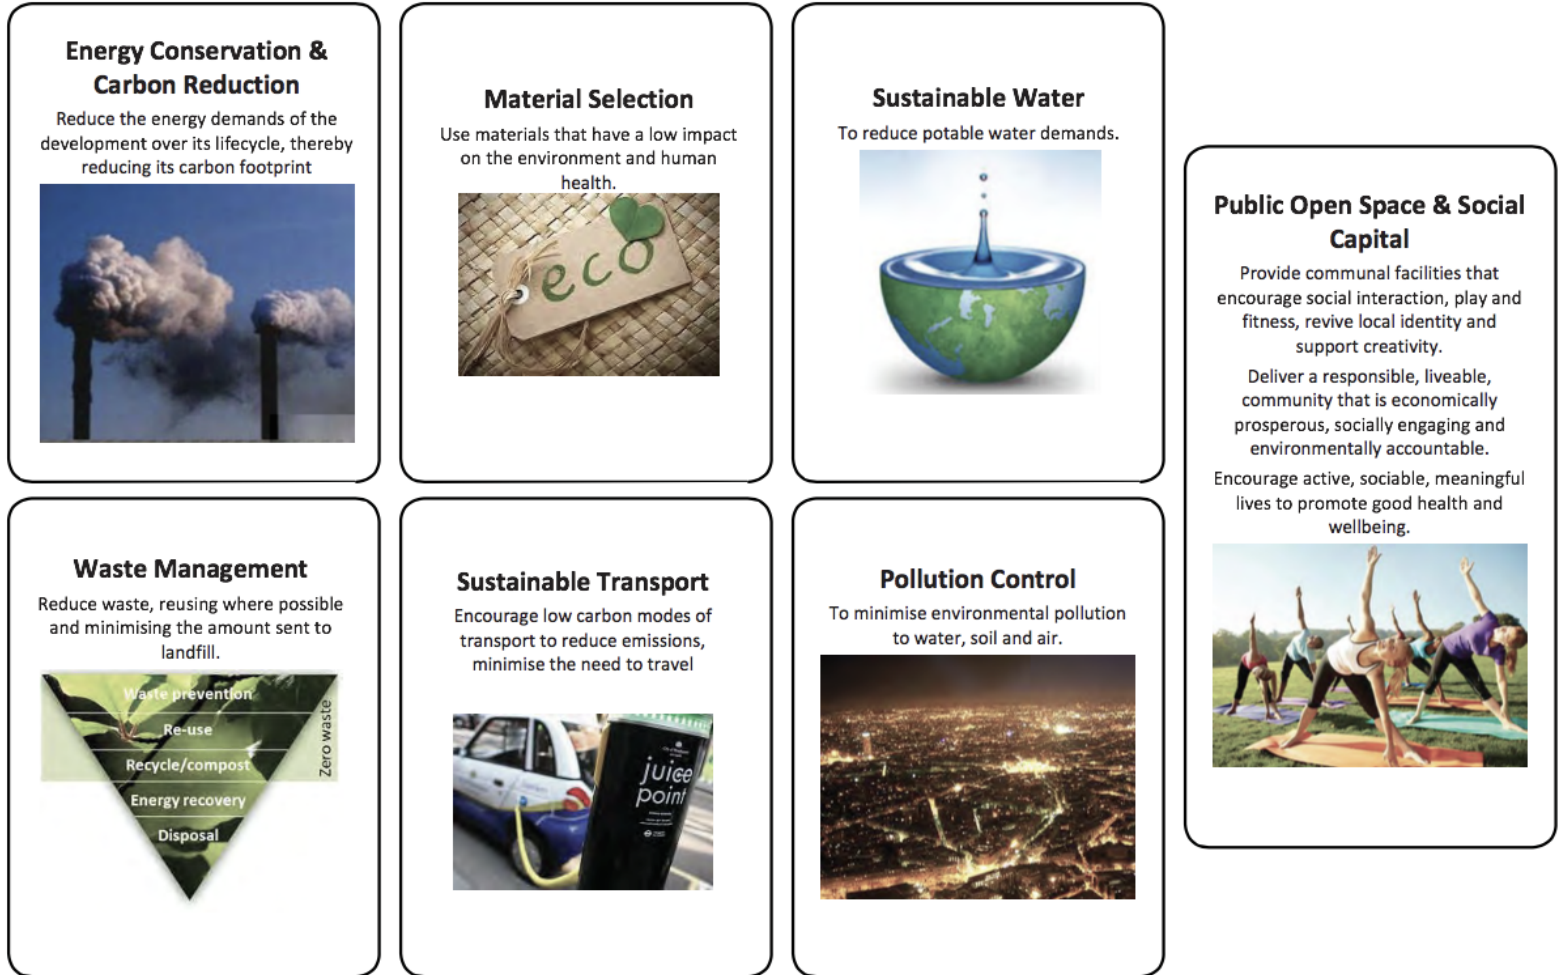 Energy Conservation &
Carbon Reduction
Reduce the energy demands of the
development over its lifecycle, thereby
reducing its carbon footprint
Material Selection
Use materials that have a low impact
on the environment and human
health.
eco
Sustainable Water
To reduce potable water demands.
Public Open Space & Social
Capital
Provide communal facilities that
encourage social interaction, play and
fitness, revive local identity and
support creativity.
Deliver a responsible, liveable,
community that is economically
prosperous, socially engaging and
environmentally accountable.
Encourage active, sociable, meaningful
lives to promote good health and
wellbeing.
Waste Management
Reduce waste, reusing where possible
and minimising the amount sent to
landfill.
Waste prevention
Re-use
Recycle/compost
Energy recovery
Disposal
Zero waste
Sustainable Transport
Encourage low carbon modes of
transport to reduce emissions,
minimise the need to travel
juice
point
Pollution Control
To minimise environmental pollution
to water, soil and air.